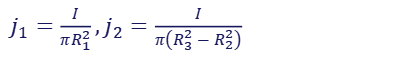 j₁ = I / πR₁², j₂ = I / π(R₃² − R₂²)